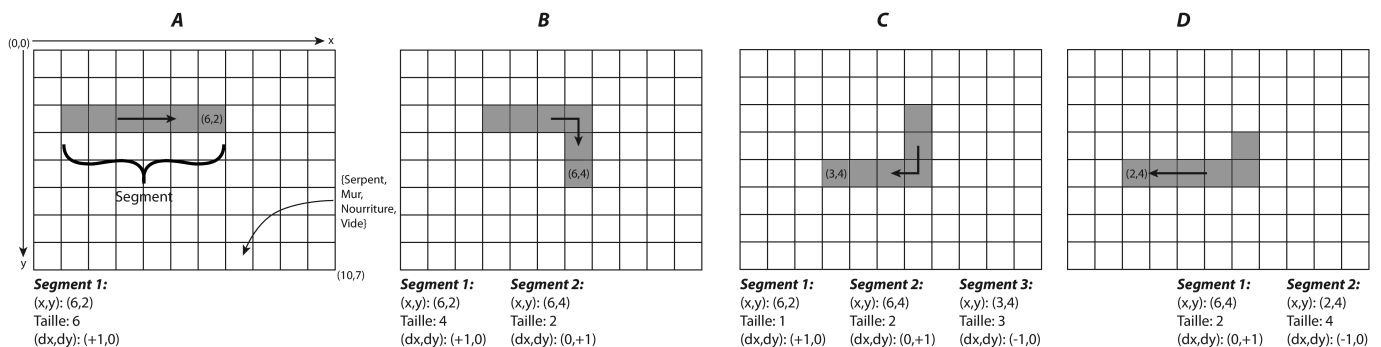 A
B
C
D
(0,0)
x
(6,2)
(6,4)
(3,4)
(2,4)
Segment
{Serpent,
Mur,
Nourriture,
Vide}
y
(10,7)
Segment 1:
(x,y): (6,2)
Taille: 6
(dx,dy): (+1,0)
Segment 1:
(x,y): (6,2)
Taille: 4
(dx,dy): (+1,0)
Segment 2:
(x,y): (6,4)
Taille: 2
(dx,dy): (0,+1)
Segment 1:
(x,y): (6,2)
Taille: 1
(dx,dy): (+1,0)
Segment 2:
(x,y): (6,4)
Taille: 2
(dx,dy): (0,+1)
Segment 3:
(x,y): (3,4)
Taille: 3
(dx,dy): (-1,0)
Segment 1:
(x,y): (6,4)
Taille: 2
(dx,dy): (0,+1)
Segment 2:
(x,y): (2,4)
Taille: 4
(dx,dy): (-1,0)